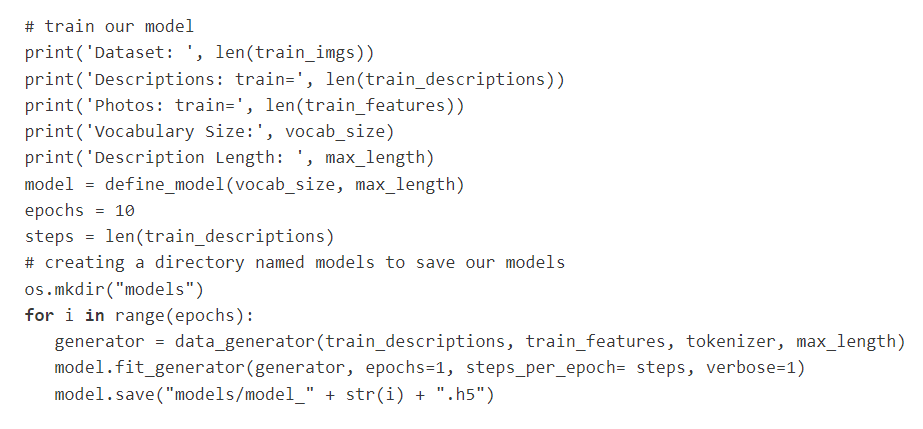 # train our model
print('Dataset: ', len(train_imgs))
print('Descriptions: train=', len(train_descriptions))
print('Photos: train=', len(train_features))
print('Vocabulary Size:', vocab_size)
print('Description Length: ', max_length)
model = define_model(vocab_size, max_length)
epochs = 10
steps = len(train_descriptions)
# creating a directory named models to save our models
os.mkdir("models")
for i in range(epochs):
    generator = data_generator(train_descriptions, train_features, tokenizer, max_length)
    model.fit_generator(generator, epochs=1, steps_per_epoch= steps, verbose=1)
    model.save("models/model_" + str(i) + ".h5")